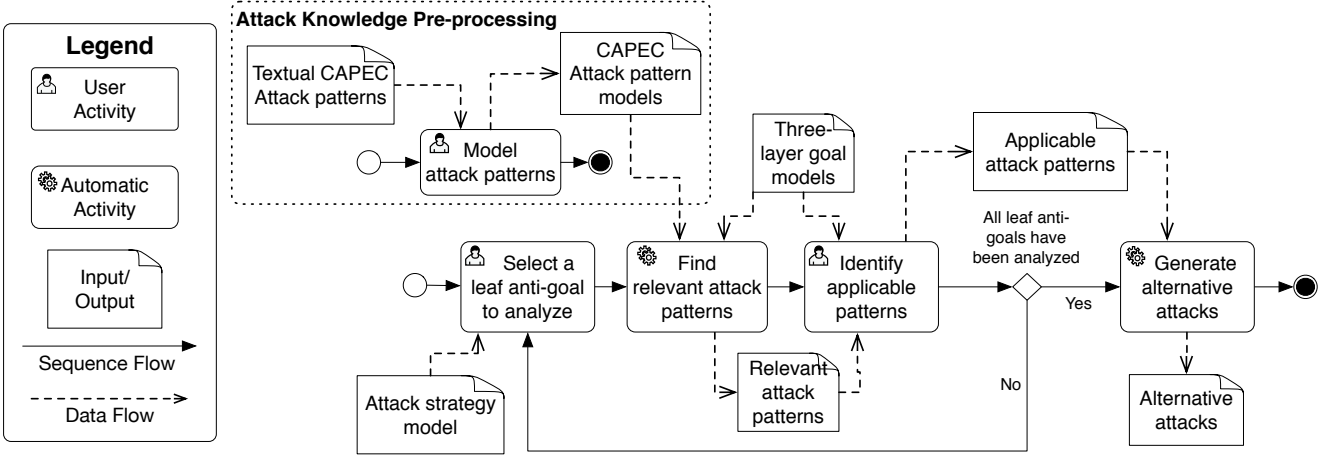 Legend
User
Activity
Automatic
Activity
Input/
Output
Sequence Flow
Data Flow
Attack Knowledge Pre-processing
Textual CAPEC
Attack patterns
CAPEC
Attack pattern
models
Model
attack patterns
Three-
layer goal
models
Applicable
attack patterns
Select a
leaf anti-goal
to analyze
Find
relevant attack
patterns
Identify
applicable
patterns
All leaf anti-
goals have
been analyzed
Yes
No
Generate
alternative
attacks
Attack strategy
model
Relevant
attack
patterns
Alternative
attacks